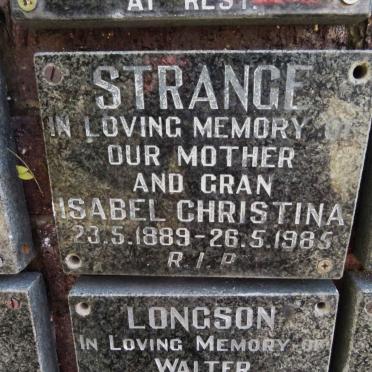 AT REST.
STRANGE
IN LOVING MEMORY OF
OUR MOTHER
AND GRAN
ISABEL CHRISTINA
23.5.1889-26.5.1985
R.I.P
LONGSON
IN LOVING MEMORY OF
WALTER